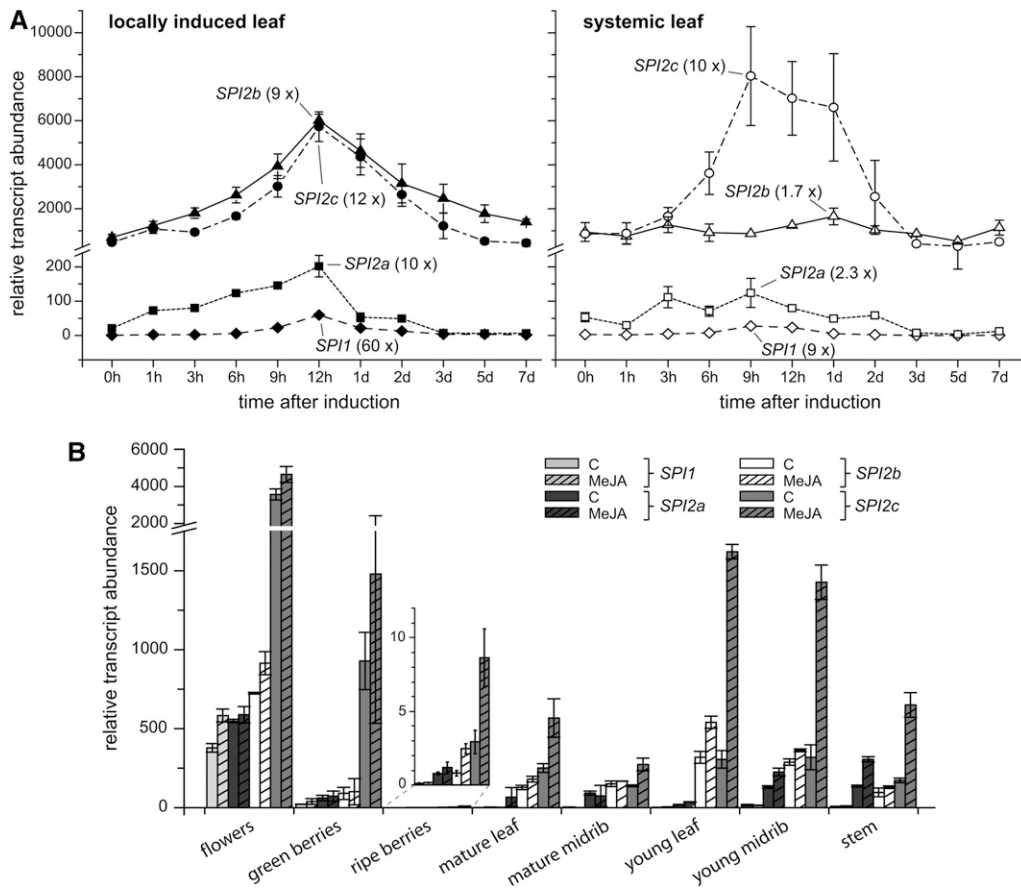 A
locally induced leaf
systemic leaf
relative transcript abundance
10000
8000
6000
4000
2000
200
100
0
SPI2b (9 x)
SPI2c (12 x)
SPI2a (10 x)
SPI1 (60 x)
SPI2c (10 x)
SPI2b (1.7 x)
SPI2a (2.3 x)
SPI1 (9 x)
0h 1h 3h 6h 9h 12h 1d 2d 3d 5d 7d
0h 1h 3h 6h 9h 12h 1d 2d 3d 5d 7d
time after induction
time after induction
B
relative transcript abundance
6000
5000
4000
3000
2000
1500
1000
500
0
C
MeJA
SPI1
C
MeJA
SPI2a
C
MeJA
SPI2b
C
MeJA
SPI2c
10
5
0
flowers
green berries
ripe berries
mature leaf
mature midrib
young leaf
young midrib
stem